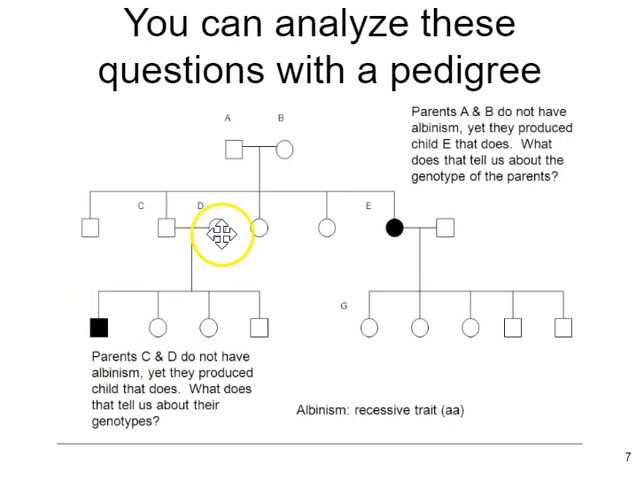 You can analyze these
questions with a pedigree
A
B
Parents A & B do not have
albinism, yet they produced
child E that does. What
does that tell us about the
genotype of the parents?
C
D
E
G
Parents C & D do not have
albinism, yet they produced
child that does. What does
that tell us about their
genotypes?
Albinism: recessive trait (aa)
7